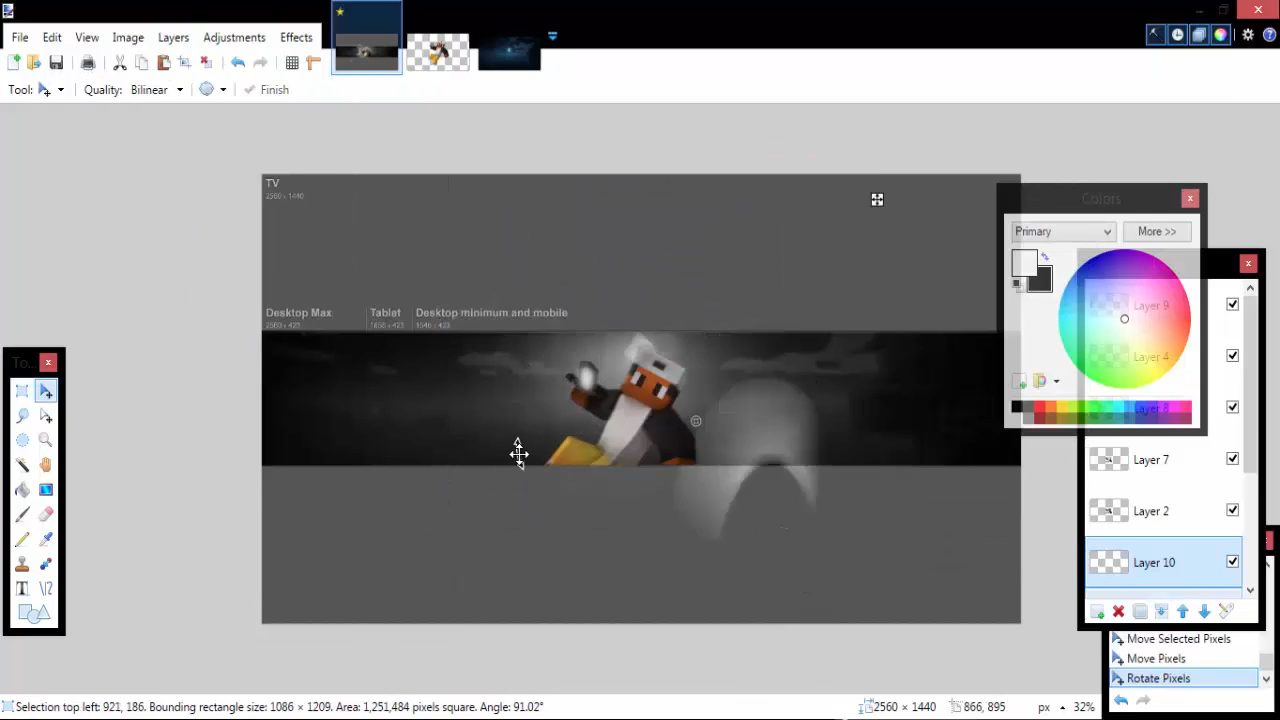 File Edit View Image Layers Adjustments Effects
Tool: Quality: Bilinear Finish
TV
2560 x 1440
Desktop Max Tablet Desktop minimum and mobile
Colors
Primary More >>
Layer 9
Layer 4
Layer 7
Layer 2
Layer 10
To...
Move Selected Pixels
Move Pixels
Rotate Pixels
Selection top left: 921, 186. Bounding rectangle size: 1086 × 1209. Area: 1,251,484 pixels square. Angle: 91.02° 2560 × 1440 866, 895 px 32%